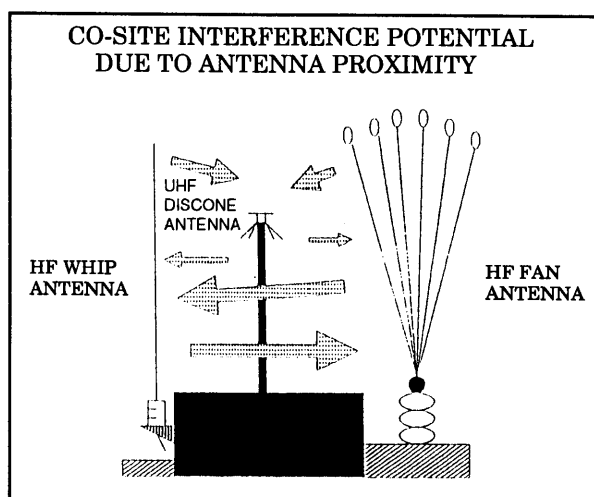 CO-SITE INTERFERENCE POTENTIAL
DUE TO ANTENNA PROXIMITY
UHF
DISCONE
ANTENNA
HF WHIP
ANTENNA
HF FAN
ANTENNA